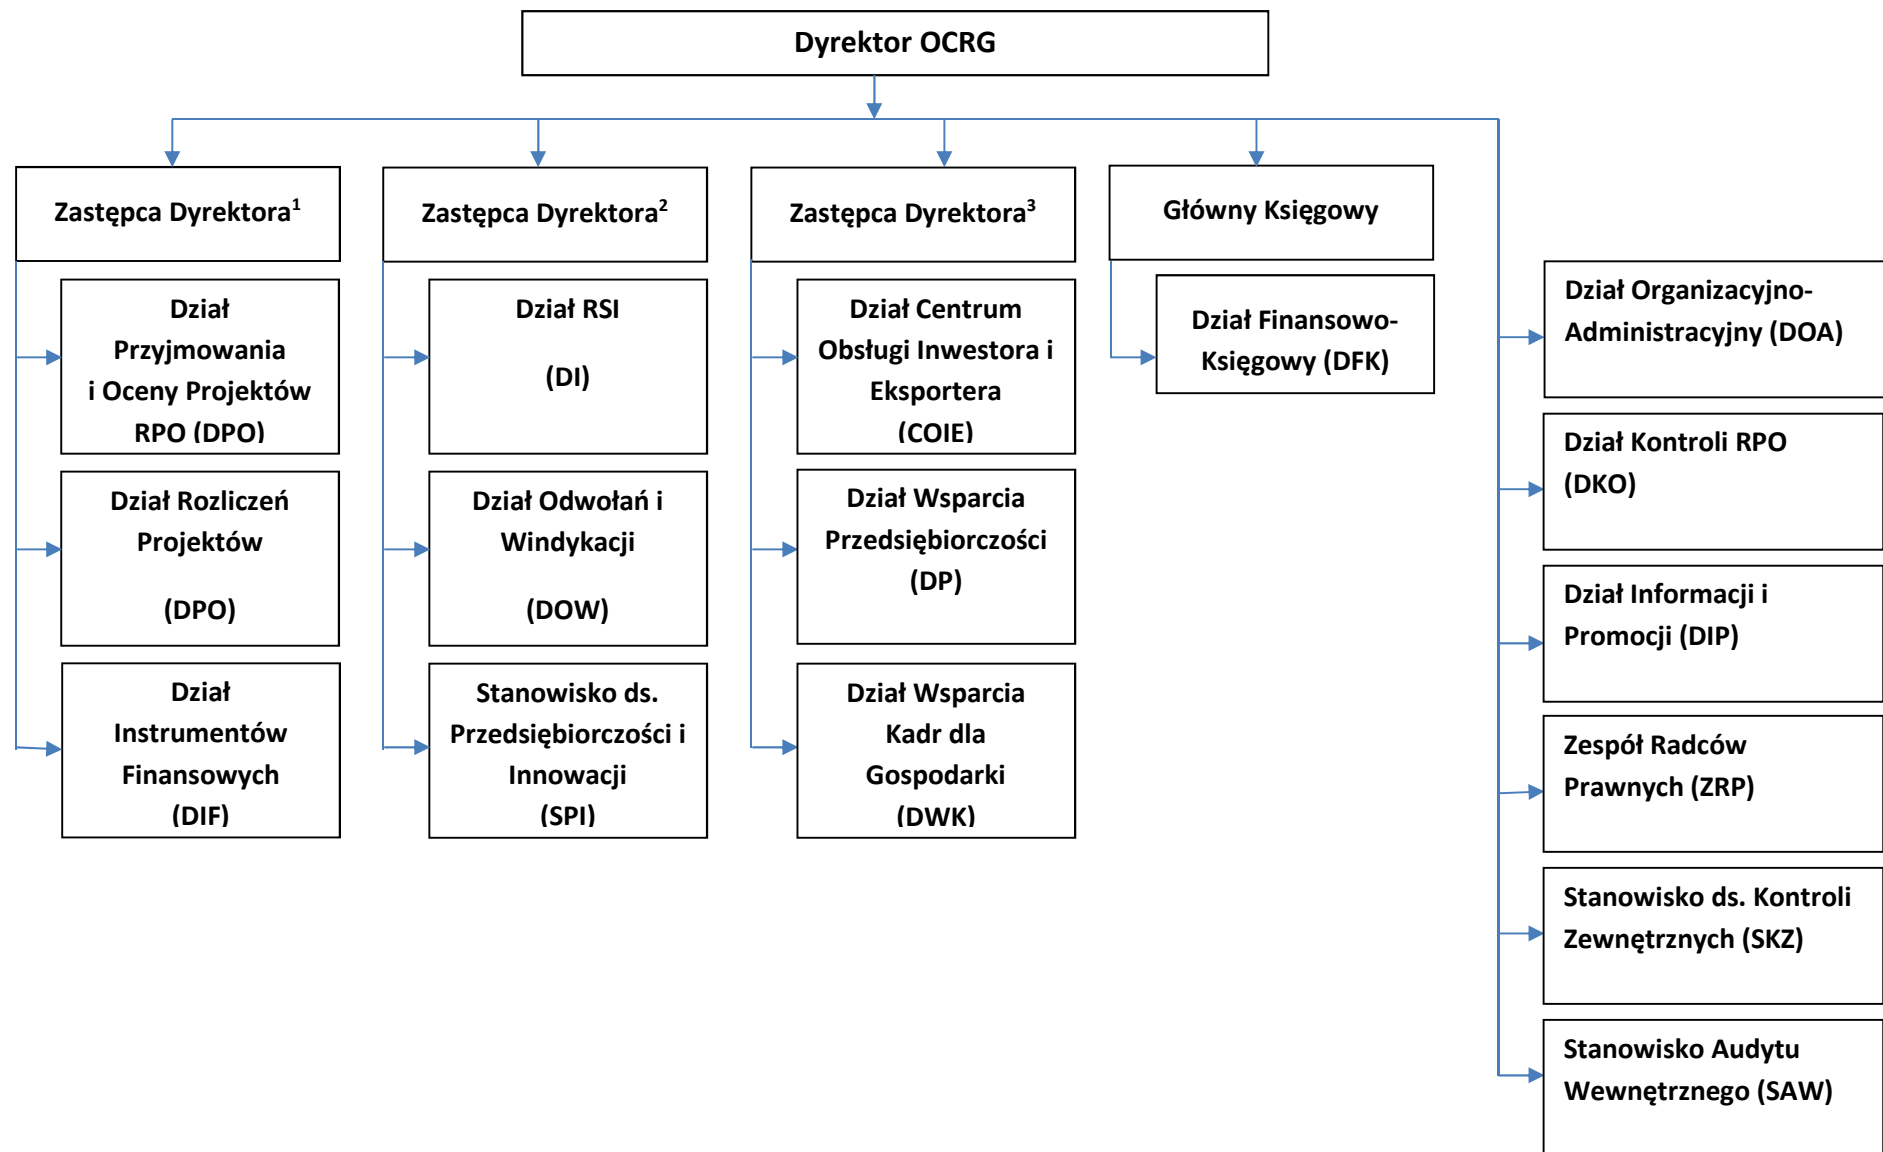 Dyrektor OCRG
Zastępca Dyrektora¹
Zastępca Dyrektora²
Zastępca Dyrektora³
Główny Księgowy
Dział
Przyjmowania
i Oceny Projektów
RPO (DPO)
Dział Rozliczeń
Projektów
(DPO)
Dział
Instrumentów
Finansowych
(DIF)
Dział RSI
(DI)
Dział Odwołań i
Windykacji
(DOW)
Stanowisko ds.
Przedsiębiorczości i
Innowacji
(SPI)
Dział Centrum
Obsługi Inwestora i
Eksportera
(COIE)
Dział Wsparcia
Przedsiębiorczości
(DP)
Dział Wsparcia
Kadr dla
Gospodarki
(DWK)
Dział Finansowo-
Księgowy (DFK)
Dział Organizacyjno-
Administracyjny (DOA)
Dział Kontroli RPO
(DKO)
Dział Informacji i
Promocji (DIP)
Zespół Radców
Prawnych (ZRP)
Stanowisko ds. Kontroli
Zewnętrznych (SKZ)
Stanowisko Audytu
Wewnętrznego (SAW)